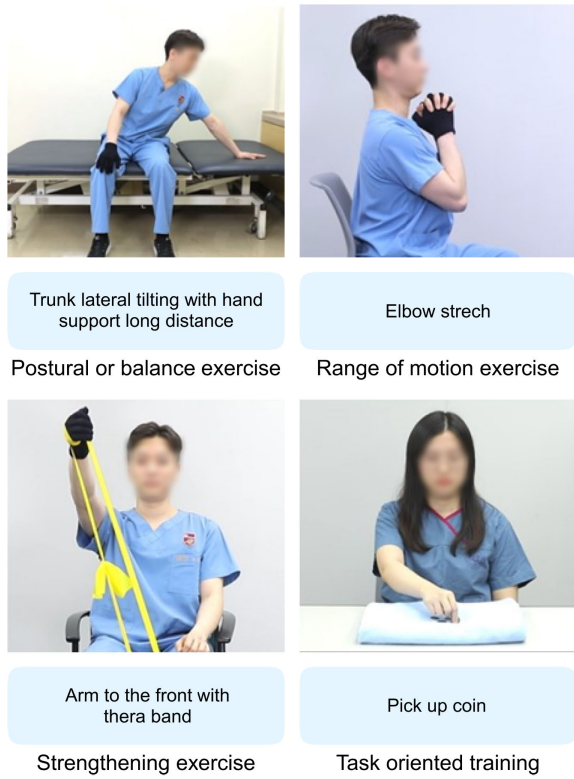 Trunk lateral tilting with hand
support long distance
Elbow strech
Postural or balance exercise
Range of motion exercise
Arm to the front with
thera band
Pick up coin
Strengthening exercise
Task oriented training